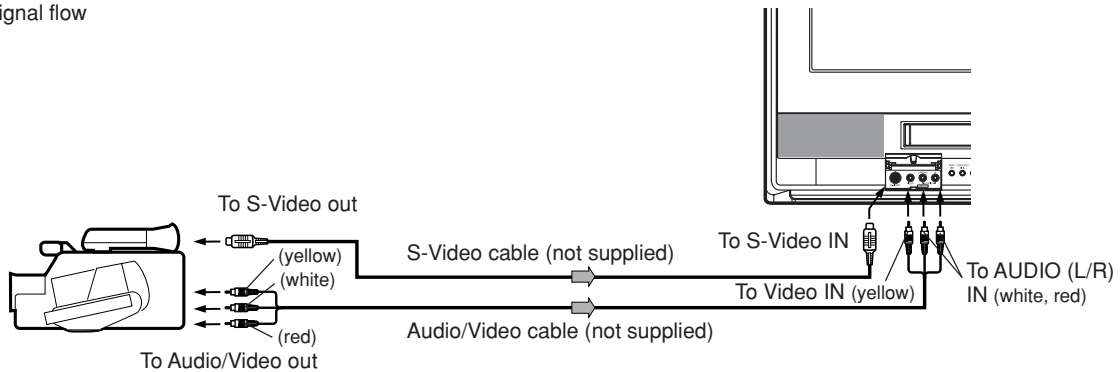 ignal flow
To S-Video out
S-Video cable (not supplied)
To S-Video IN
(yellow)
(white)
To Video IN (yellow)
To AUDIO (L/R)
IN (white, red)
(red)
Audio/Video cable (not supplied)
To Audio/Video out